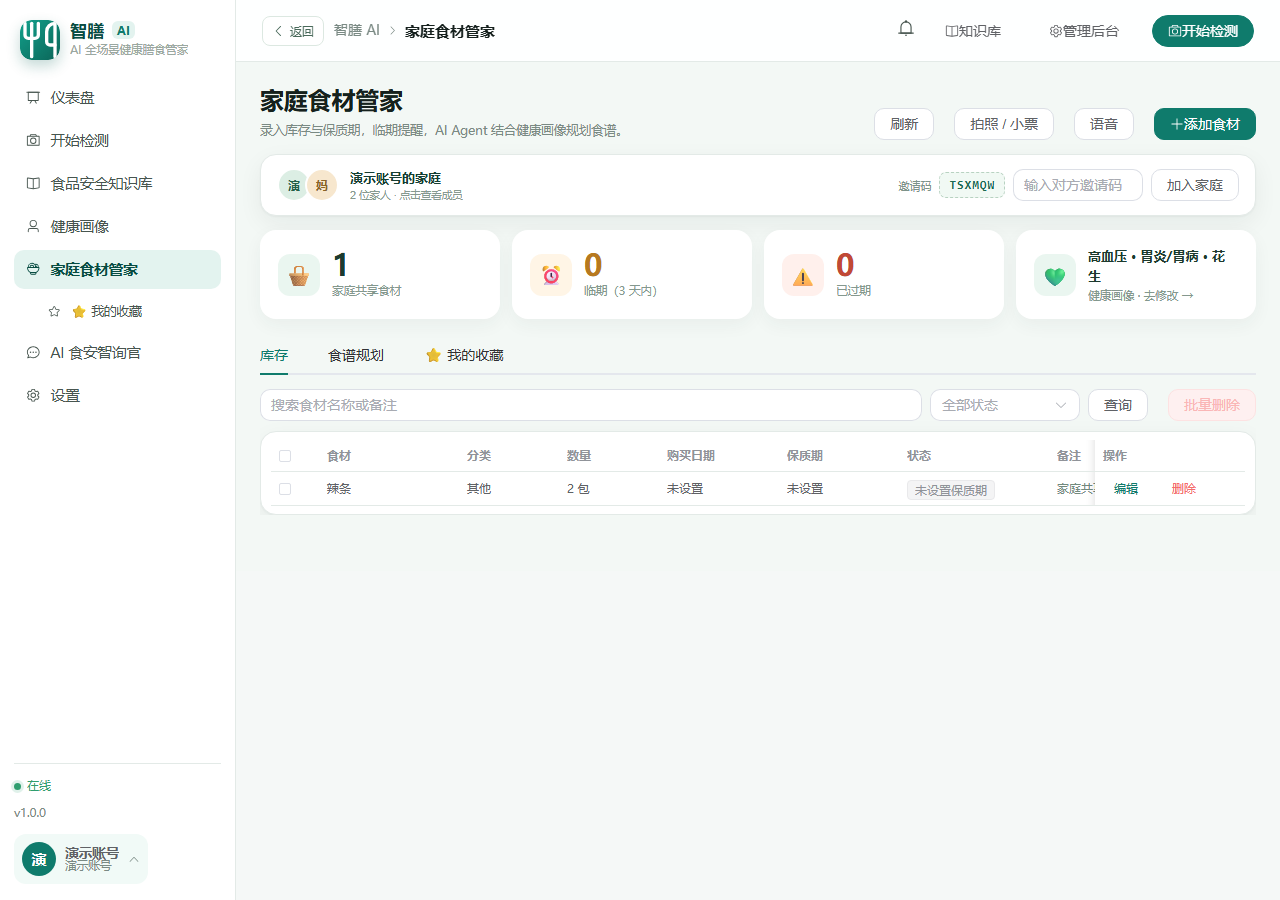 智膳 AI
AI 全场景健康膳食管家
仪表盘
开始检测
食品安全知识库
健康画像
家庭食材管家
我的收藏
AI 食安智询官
设置
在线
v1.0.0
演
演示账号
演示账号
返回
智膳 AI
家庭食材管家
知识库
管理后台
开始检测
家庭食材管家
录入库存与保质期，临期提醒，AI Agent 结合健康画像规划食谱。
刷新
拍照 / 小票
语音
添加食材
演 妈
演示账号的家庭
2 位家人 · 点击查看成员
邀请码 TSXMQW 输入对方邀请码 加入家庭
1
家庭共享食材
0
临期（3 天内）
0
已过期
高血压 • 胃炎/胃病 • 花
生
健康画像 · 去修改 →
库存 食谱规划 我的收藏
搜索食材名称或备注 全部状态 查询 批量删除
食材 分类 数量 购买日期 保质期 状态 备注 操作
辣条 其他 2 包 未设置 未设置 未设置保质期 家庭共 编辑 删除